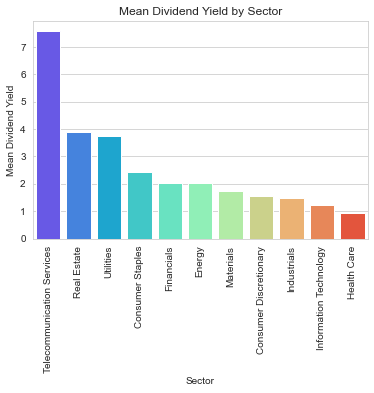 Mean Dividend Yield by Sector
Mean Dividend Yield
7
6
5
4
3
2
1
0
Telecommunication Services
Real Estate
Utilities
Consumer Staples
Financials
Energy
Materials
Consumer Discretionary
Industrials
Information Technology
Health Care
Sector